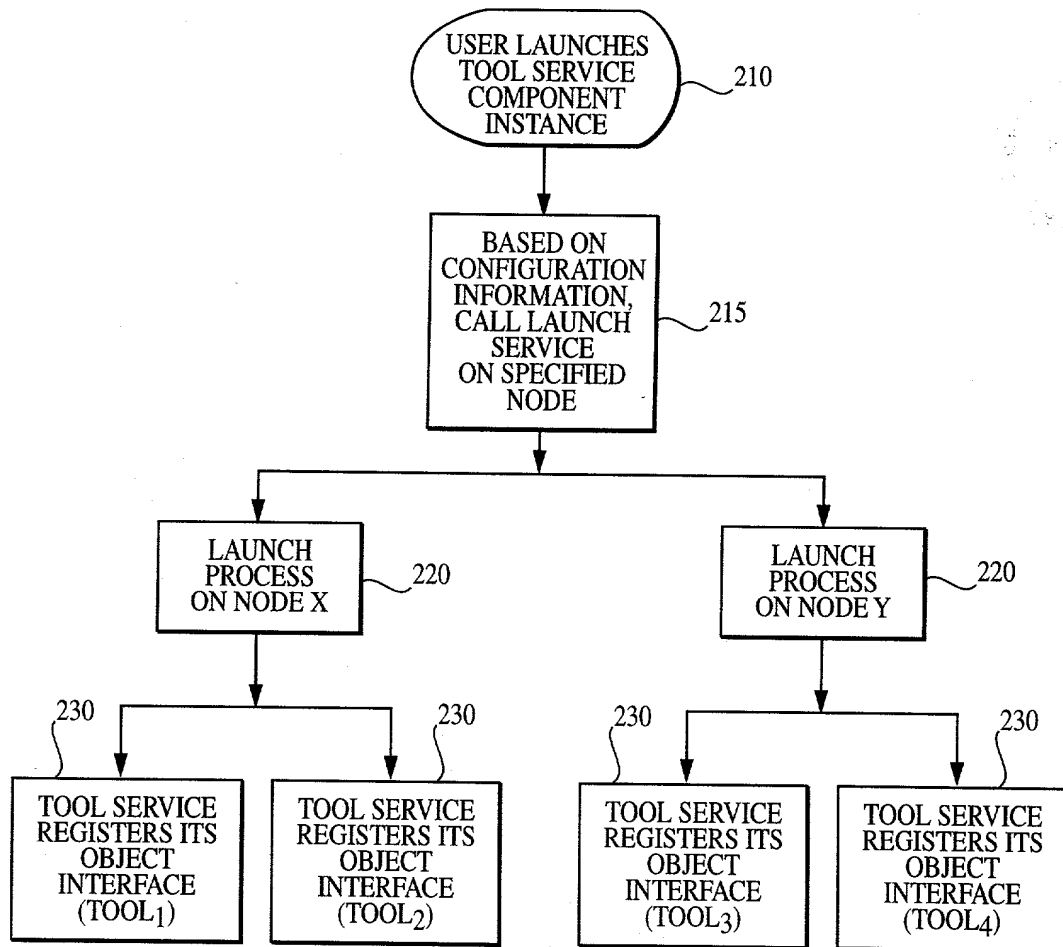 USER LAUNCHES
TOOL SERVICE
COMPONENT
INSTANCE
210
BASED ON
CONFIGURATION
INFORMATION,
CALL LAUNCH
SERVICE
ON SPECIFIED
NODE
215
LAUNCH
PROCESS
ON NODE X
220
LAUNCH
PROCESS
ON NODE Y
220
230
TOOL SERVICE
REGISTERS ITS
OBJECT
INTERFACE
(TOOL₁)
230
TOOL SERVICE
REGISTERS ITS
OBJECT
INTERFACE
(TOOL₂)
230
TOOL SERVICE
REGISTERS ITS
OBJECT
INTERFACE
(TOOL₃)
230
TOOL SERVICE
REGISTERS ITS
OBJECT
INTERFACE
(TOOL₄)